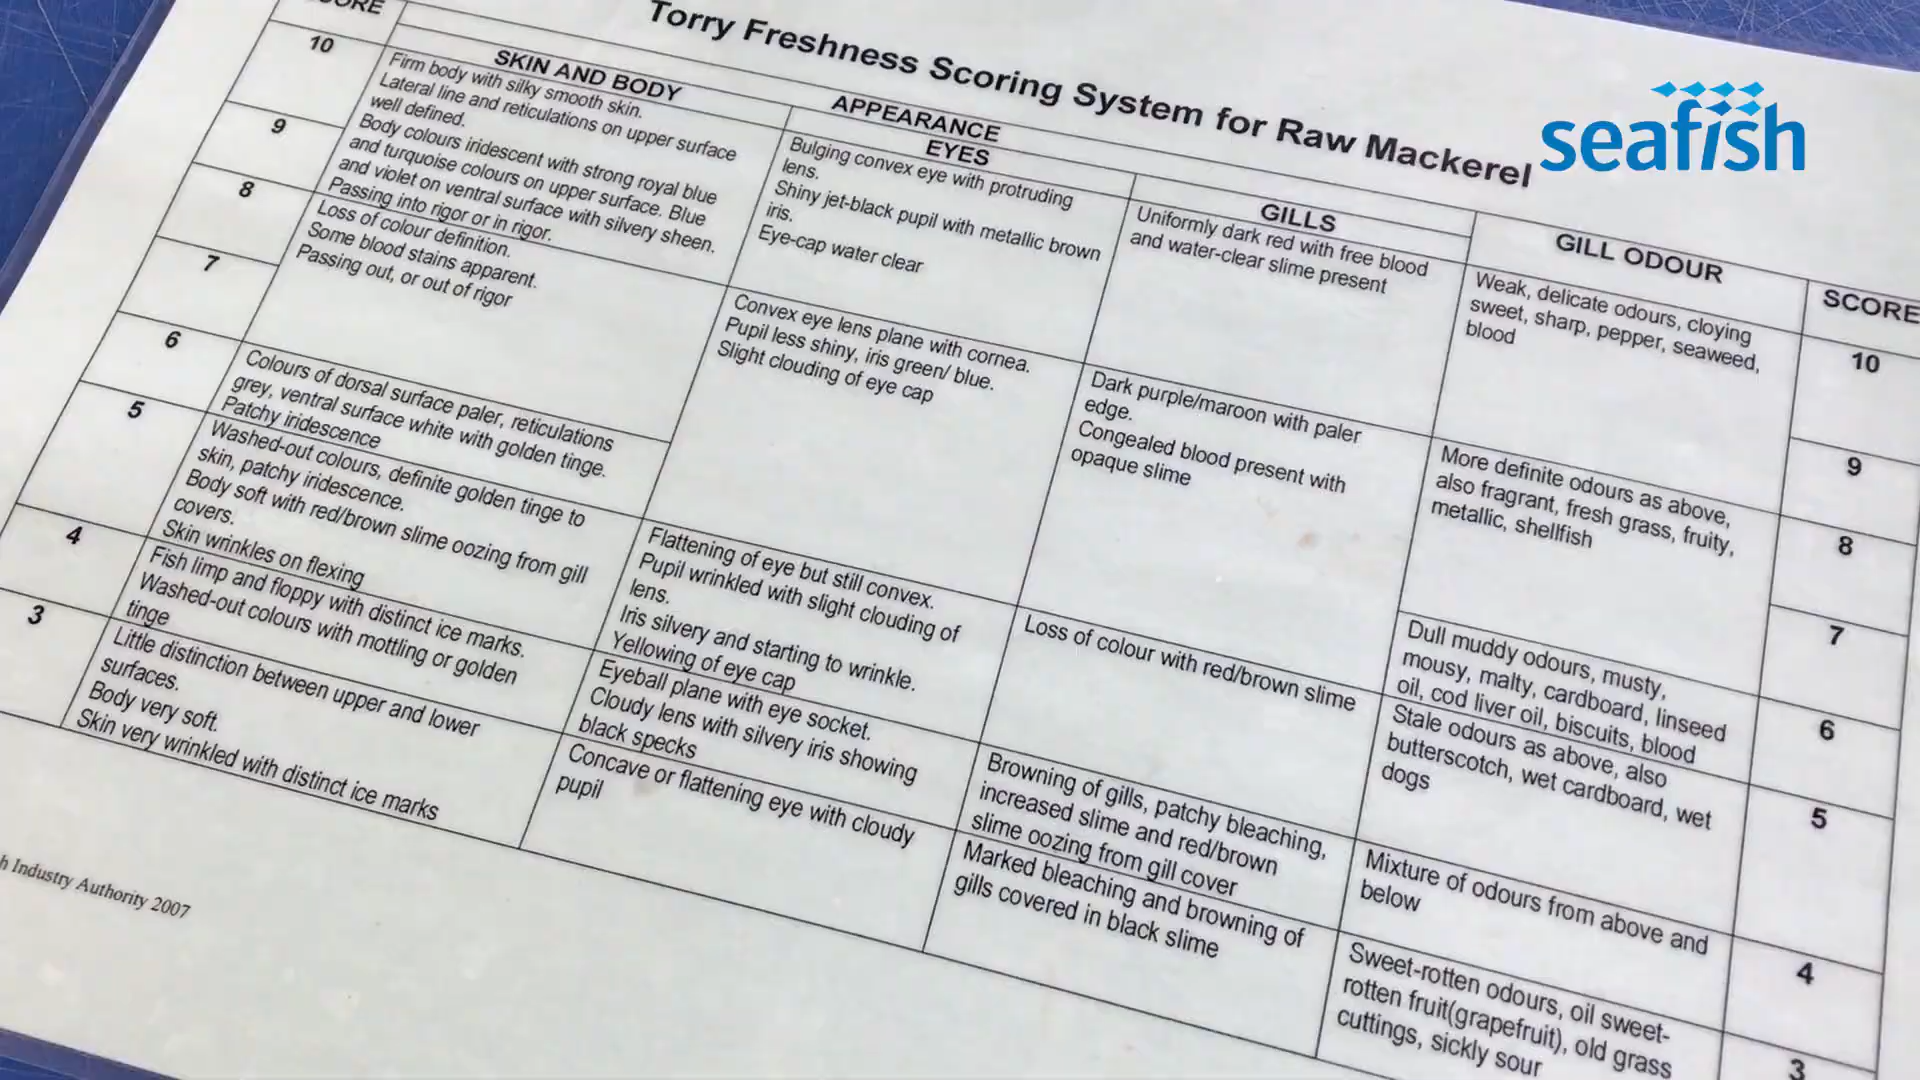 Torry Freshness Scoring System for Raw Mackerel
seafish
APPEARANCE
SKIN AND BODY
EYES
GILLS
GILL ODOUR
SCORE
10
9
8
7
6
5
4
3
Firm body with silky smooth skin.
Lateral line and reticulations on upper surface
well defined.
Body colours iridescent with strong royal blue
and turquoise colours on upper surface. Blue
and violet on ventral surface with silvery sheen.
Passing into rigor or in rigor.
Loss of colour definition.
Some blood stains apparent.
Passing out, or out of rigor
Colours of dorsal surface paler, reticulations
grey, ventral surface white with golden tinge.
Patchy iridescence
Washed-out colours, definite golden tinge to
skin, patchy iridescence.
Body soft with red/brown slime oozing from gill
covers.
Skin wrinkles on flexing
Fish limp and floppy with distinct ice marks.
Washed-out colours with mottling or golden
tinge
Little distinction between upper and lower
surfaces.
Body very soft.
Skin very wrinkled with distinct ice marks
Bulging convex eye with protruding
lens.
Shiny jet-black pupil with metallic brown
iris.
Eye-cap water clear
Convex eye lens plane with cornea.
Pupil less shiny, iris green/ blue.
Slight clouding of eye cap
Flattening of eye but still convex.
Pupil wrinkled with slight clouding of
lens.
Iris silvery and starting to wrinkle.
Yellowing of eye cap
Eyeball plane with eye socket.
Cloudy lens with silvery iris showing
black specks
Concave or flattening eye with cloudy
pupil
Uniformly dark red with free blood
and water-clear slime present
Dark purple/maroon with paler
edge.
Congealed blood present with
opaque slime
Loss of colour with red/brown slime
Browning of gills, patchy bleaching,
increased slime and red/brown
slime oozing from gill cover
Marked bleaching and browning of
gills covered in black slime
Weak, delicate odours, cloying
sweet, sharp, pepper, seaweed,
blood
More definite odours as above,
also fragrant, fresh grass, fruity,
metallic, shellfish
Dull muddy odours, musty,
mousy, malty, cardboard, linseed
oil, cod liver oil, biscuits, blood
Stale odours as above, also
butterscotch, wet cardboard, wet
dogs
Mixture of odours from above and
below
Sweet-rotten odours, oil sweet-
rotten fruit(grapefruit), old grass
cuttings, sickly sour
10
9
8
7
6
5
4
3
Industry Authority 2007